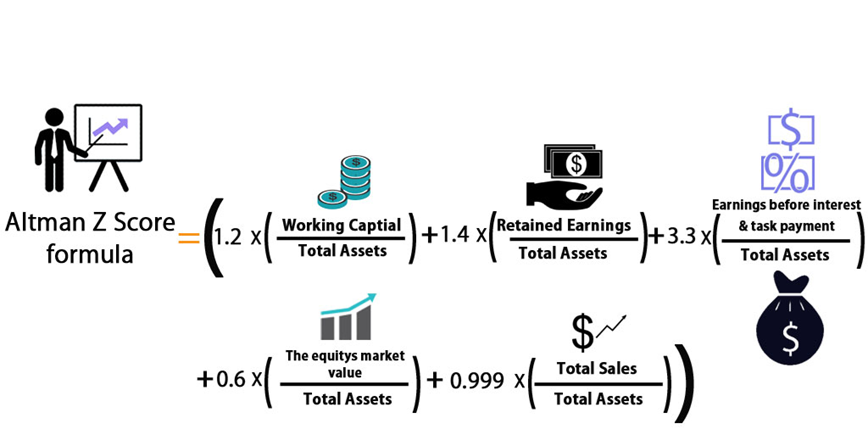 Altman Z Score
formula
=
(1.2 x (Working Captial / Total Assets) +1.4 x (Retained Earnings / Total Assets) +3.3 x (Earnings before interest
& task payment / Total Assets)
+0.6 x (The equitys market
value / Total Assets) + 0.999 x (Total Sales / Total Assets))
$
%
$